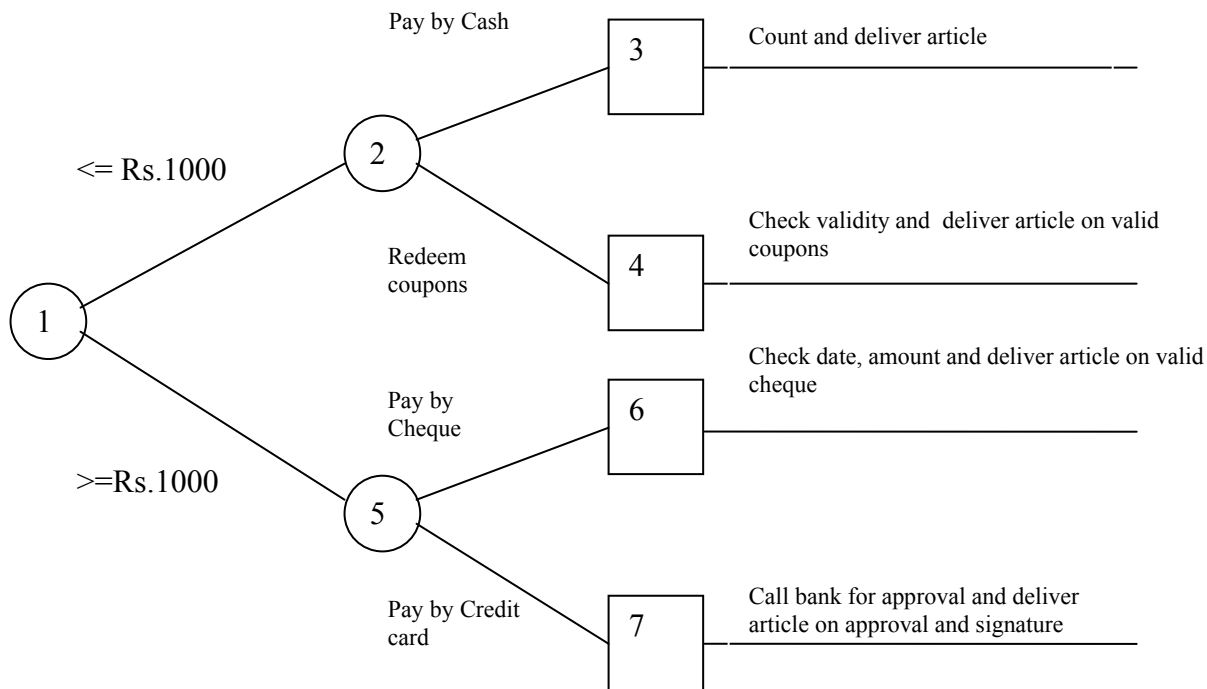 Pay by Cash
3
Count and deliver article
<= Rs.1000
2
Redeem
coupons
4
Check validity and deliver article on valid
coupons
1
Pay by
Cheque
6
Check date, amount and deliver article on valid
cheque
>=Rs.1000
5
Pay by Credit
card
7
Call bank for approval and deliver
article on approval and signature